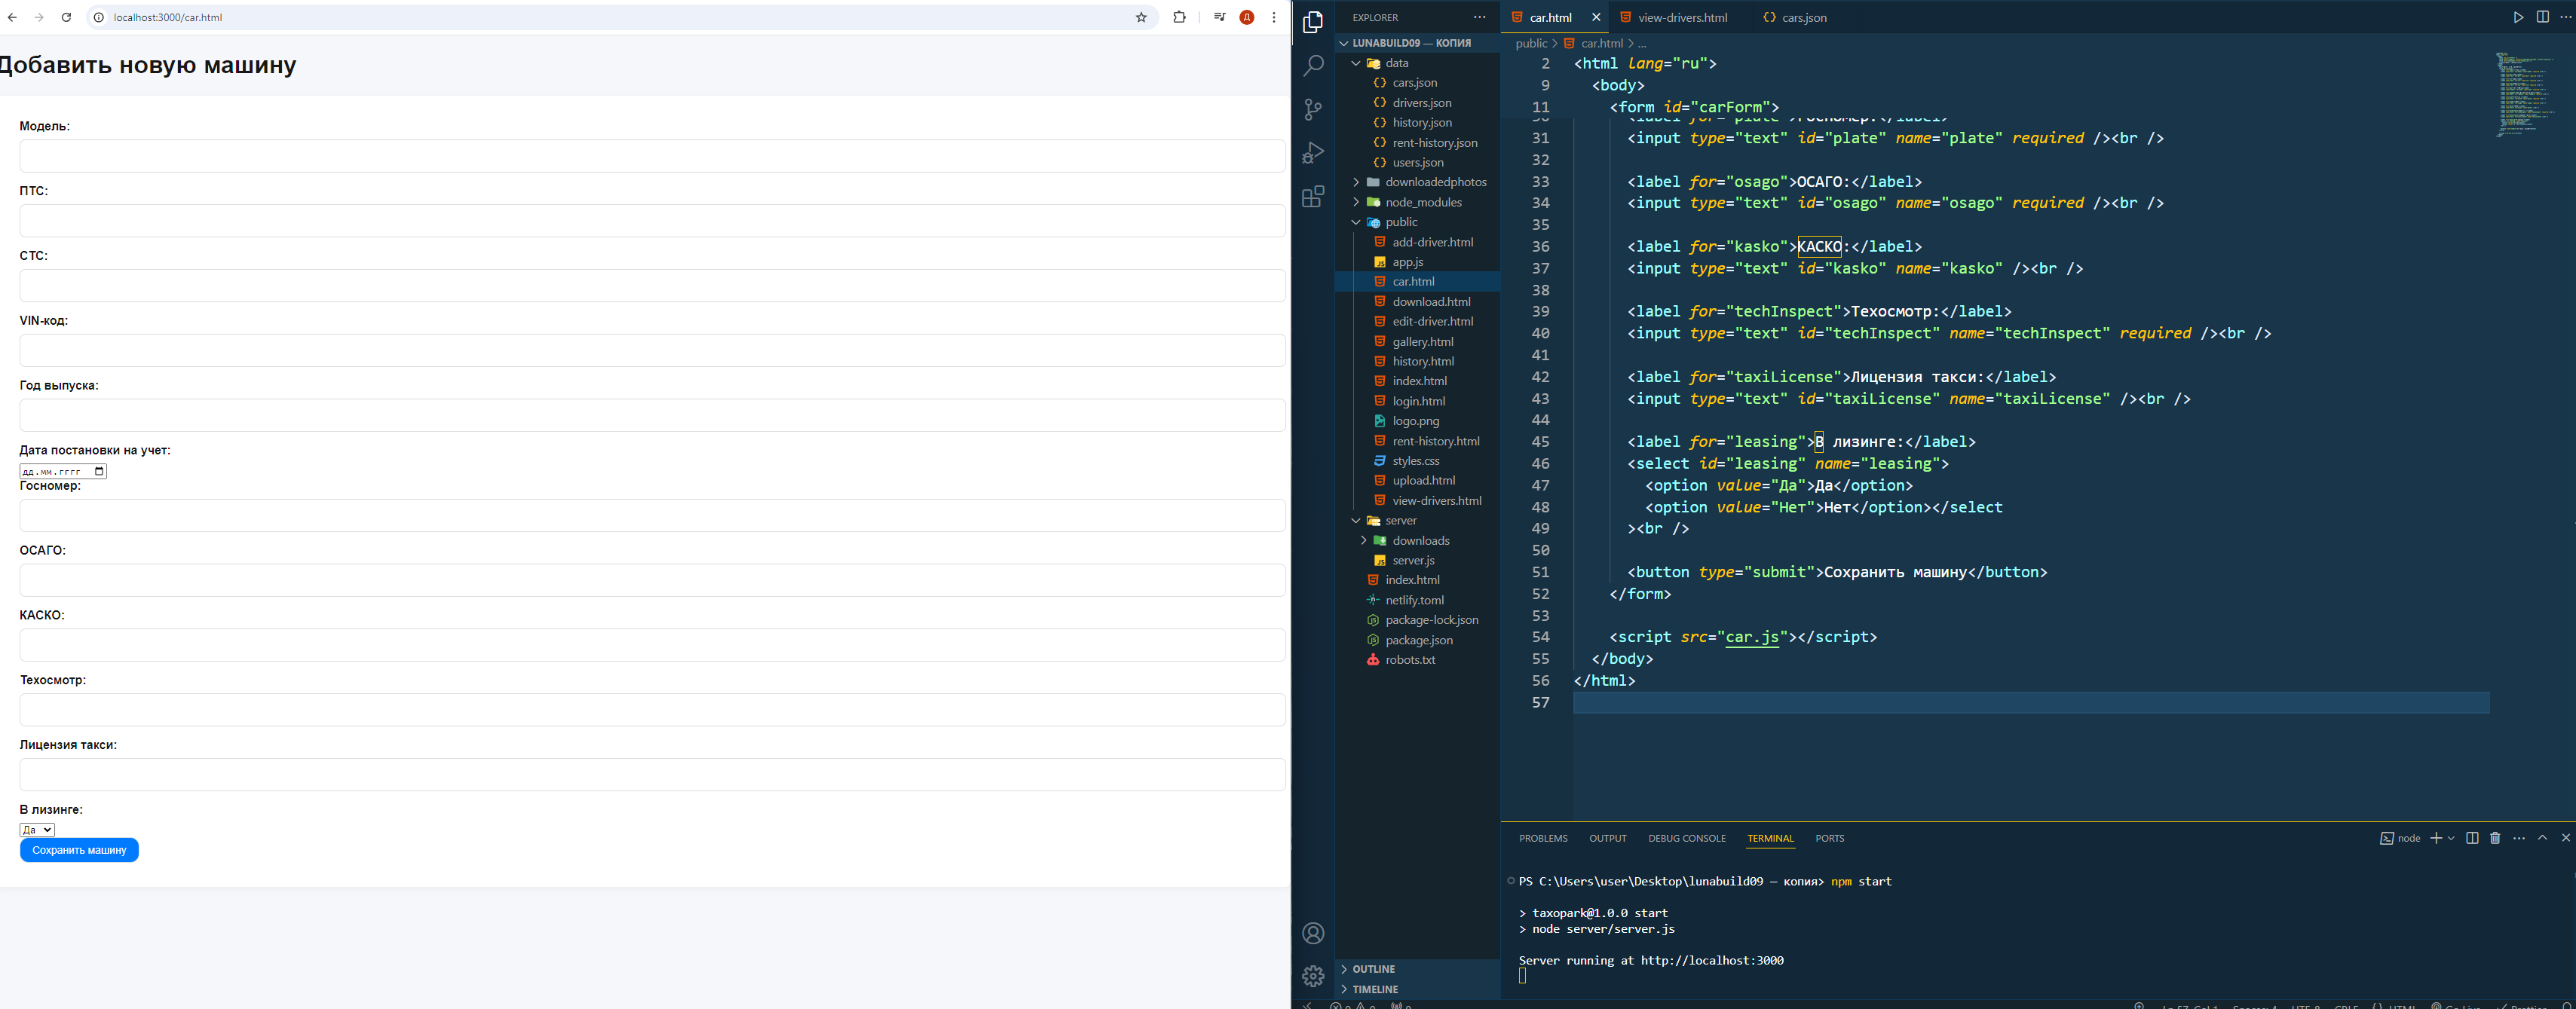 localhost:3000/car.html
Д
Добавить новую машину
Модель:
ПТС:
СТС:
VIN-код:
Год выпуска:
Дата постановки на учет:
дд.мм.гггг
Госномер:
ОСАГО:
КАСКО:
Техосмотр:
Лицензия такси:
В лизинге:
Да
Сохранить машину
EXPLORER
LUNABUILD09 — КОПИЯ
data
cars.json
drivers.json
history.json
rent-history.json
users.json
downloadedphotos
node_modules
public
add-driver.html
app.js
car.html
download.html
edit-driver.html
gallery.html
history.html
index.html
login.html
logo.png
rent-history.html
styles.css
upload.html
view-drivers.html
server
downloads
server.js
index.html
netlify.toml
package-lock.json
package.json
robots.txt
OUTLINE
TIMELINE
car.html view-drivers.html cars.json
public > car.html > ...
2 <html lang="ru">
9 <body>
11 <form id="carForm">
30 <label for="plate">Госномер:</label>
31 <input type="text" id="plate" name="plate" required /><br />
32
33 <label for="osago">ОСАГО:</label>
34 <input type="text" id="osago" name="osago" required /><br />
35
36 <label for="kasko">КАСКО:</label>
37 <input type="text" id="kasko" name="kasko" /><br />
38
39 <label for="techInspect">Техосмотр:</label>
40 <input type="text" id="techInspect" name="techInspect" required /><br />
41
42 <label for="taxiLicense">Лицензия такси:</label>
43 <input type="text" id="taxiLicense" name="taxiLicense" /><br />
44
45 <label for="leasing">В лизинге:</label>
46 <select id="leasing" name="leasing">
47 <option value="Да">Да</option>
48 <option value="Нет">Нет</option></select
49 ><br />
50
51 <button type="submit">Сохранить машину</button>
52 </form>
53
54 <script src="car.js"></script>
55 </body>
56 </html>
57
PROBLEMS OUTPUT DEBUG CONSOLE TERMINAL PORTS
node
PS C:\Users\user\Desktop\lunabuild09 — копия> npm start
> taxopark@1.0.0 start
> node server/server.js
Server running at http://localhost:3000